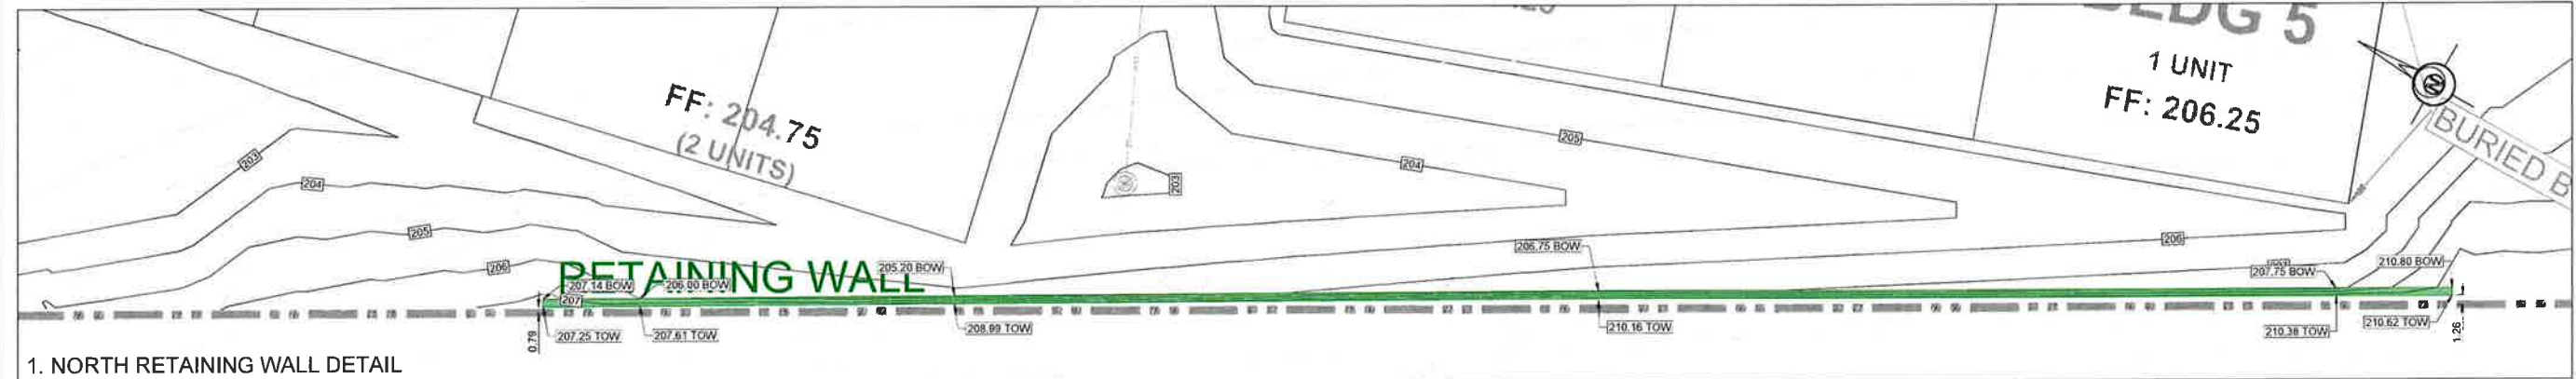 BLDG 5
1 UNIT
FF: 206.25
FF: 204.75
(2 UNITS)
BURIED B
203
204
205
206
203
204
205
206
RETAINING WALL
207.14 BOW
206.00 BOW
205.20 BOW
206.75 BOW
207.75 BOW
210.80 BOW
207
0.79
207.25 TOW
207.61 TOW
208.99 TOW
210.16 TOW
210.38 TOW
210.62 TOW
1.26
1. NORTH RETAINING WALL DETAIL